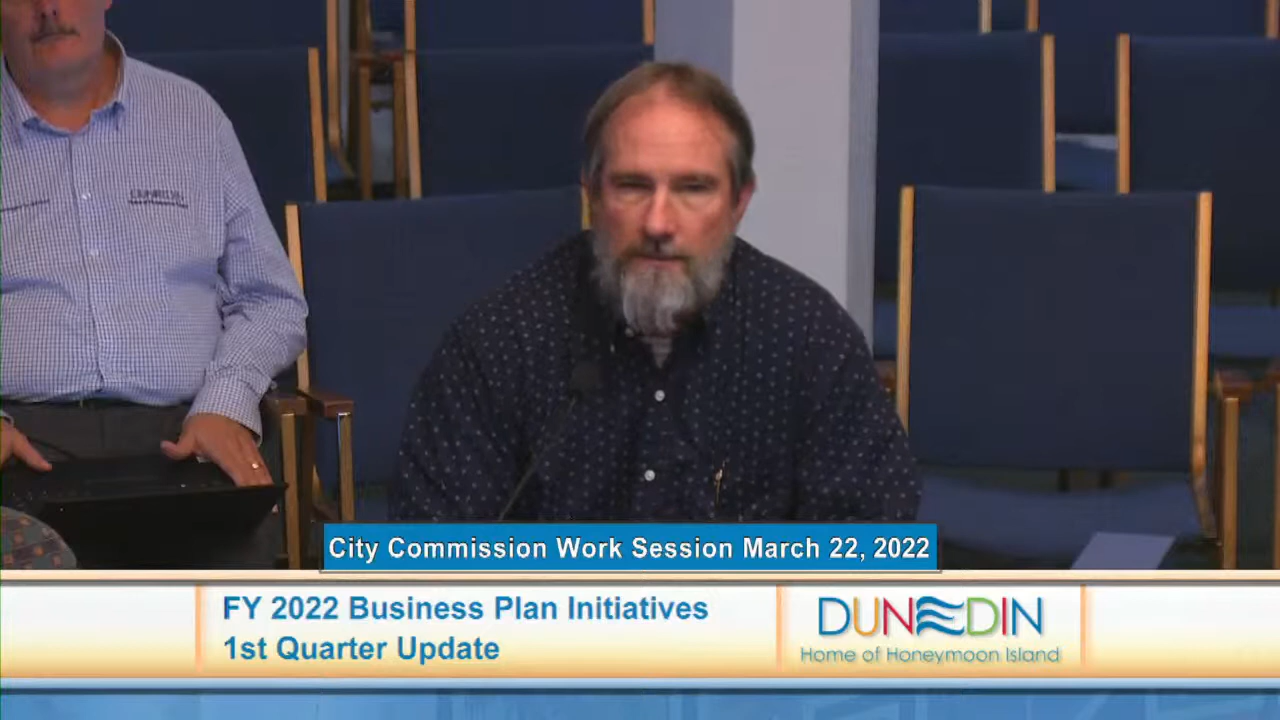 DUNEDIN
City Commission Work Session March 22, 2022
FY 2022 Business Plan Initiatives
1st Quarter Update
DUNEDIN
Home of Honeymoon Island